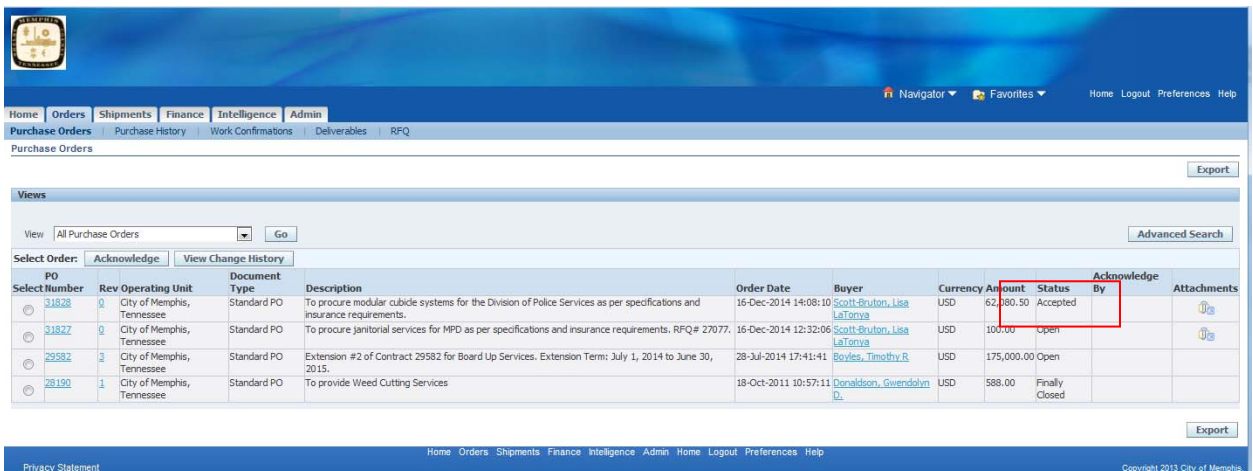 MEMPHIS
TENNESSEE
Navigator Favorites Home Logout Preferences Help
Home Orders Shipments Finance Intelligence Admin
Purchase Orders | Purchase History | Work Confirmations | Deliverables | RFQ
Purchase Orders
Export
Views
View All Purchase Orders Go Advanced Search
Select Order: Acknowledge View Change History
Select PO Number Rev Operating Unit Document Type Description Order Date Buyer Currency Amount Status Acknowledge By Attachments
31828 0 City of Memphis, Tennessee Standard PO To procure modular cubicle systems for the Division of Police Services as per specifications and insurance requirements. 16-Dec-2014 14:08:10 Scott-Bruton, Lisa LaTonya USD 62,080.50 Accepted
31827 0 City of Memphis, Tennessee Standard PO To procure janitorial services for MPD as per specifications and insurance requirements. RFQ# 27077. 16-Dec-2014 12:32:06 Scott-Bruton, Lisa LaTonya USD 100.00 Open
29582 3 City of Memphis, Tennessee Standard PO Extension #2 of Contract 29582 for Board Up Services. Extension Term: July 1, 2014 to June 30, 2015. 28-Jul-2014 17:41:41 Boyles, Timothy R USD 175,000.00 Open
28190 1 City of Memphis, Tennessee Standard PO To provide Weed Cutting Services 18-Oct-2011 10:57:11 Donaldson, Gwendolyn D. USD 588.00 Finally Closed
Export
Home Orders Shipments Finance Intelligence Admin Home Logout Preferences Help
Privacy Statement Copyright 2013 City of Memphis